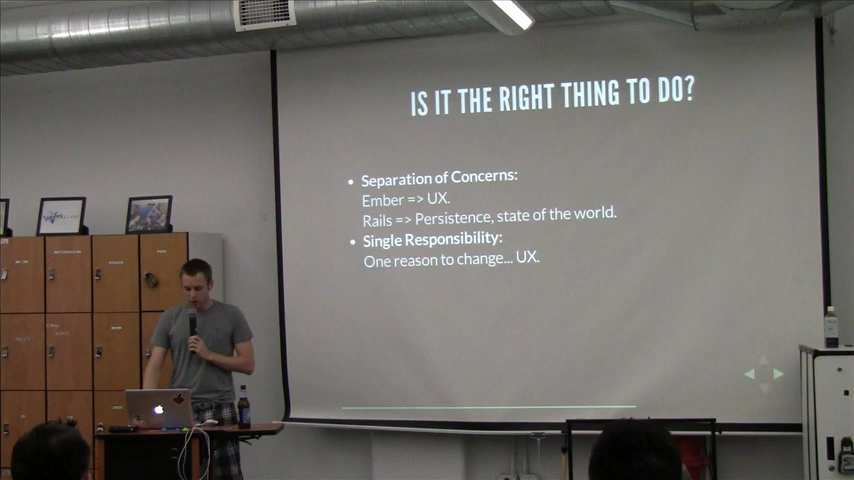 IS IT THE RIGHT THING TO DO?
• Separation of Concerns:
Ember => UX.
Rails => Persistence, state of the world.
• Single Responsibility:
One reason to change... UX.